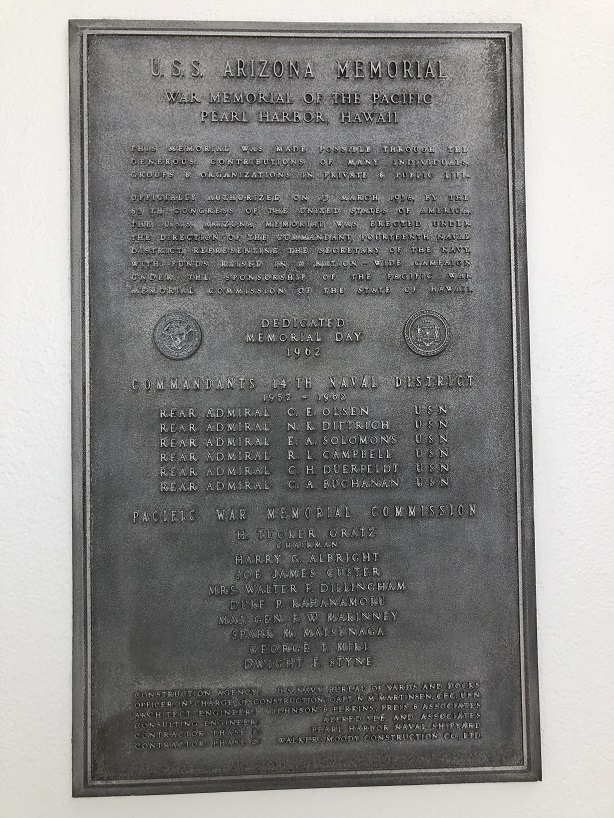 U.S.S. ARIZONA MEMORIAL
WAR MEMORIAL OF THE PACIFIC
PEARL HARBOR, HAWAII
THIS MEMORIAL WAS MADE POSSIBLE THROUGH THE
GENEROUS CONTRIBUTIONS OF MANY INDIVIDUALS
GROUPS & ORGANIZATIONS IN PRIVATE & PUBLIC LIFE.
OFFICIALLY AUTHORIZED ON 15 MARCH 1958, BY THE
85TH CONGRESS OF THE UNITED STATES OF AMERICA,
THE U.S.S. ARIZONA MEMORIAL WAS ERECTED UNDER
THE DIRECTION OF THE COMMANDANT, FOURTEENTH NAVAL
DISTRICT, REPRESENTING THE SECRETARY OF THE NAVY,
WITH FUNDS RAISED IN A NATION-WIDE CAMPAIGN
UNDER THE SPONSORSHIP OF THE PACIFIC WAR
MEMORIAL COMMISSION OF THE STATE OF HAWAII.
DEDICATED
MEMORIAL DAY
1962
COMMANDANTS 14TH NAVAL DISTRICT
1957 - 1962
REAR ADMIRAL C. E. OLSEN USN
REAR ADMIRAL N. K. DIETRICH USN
REAR ADMIRAL E. A. SOLOMONS USN
REAR ADMIRAL R. L. CAMPBELL USN
REAR ADMIRAL C. H. DUERFELDT USN
REAR ADMIRAL C. A. BUCHANAN USN
PACIFIC WAR MEMORIAL COMMISSION
H. TUCKER GRATZ
CHAIRMAN
HARRY G. ALBRIGHT
JOE JAMES CUSTER
MRS. WALTER F. DILLINGHAM
DUKE P. KAHANAMOKU
MAJ. GEN. F. W. MAKINNEY
SPARK M. MATSUNAGA
GEORGE T. MIKI
DWIGHT E. STYNE
CONSTRUCTION AGENCY: U.S. NAVY BUREAU OF YARDS AND DOCKS
OFFICER IN CHARGE OF CONSTRUCTION: CAPT. N. M. MARTINSEN, CEC, USN
ARCHITECT-ENGINEER: JOHNSON & PERKINS, PREIS & ASSOCIATES
CONSULTING ENGINEER: ALFRED YEE AND ASSOCIATES
CONTRACTOR PHASE PEARL HARBOR NAVAL SHIPYARD
CONTRACTOR PHASE WALKER-MOODY CONSTRUCTION CO., LTD.